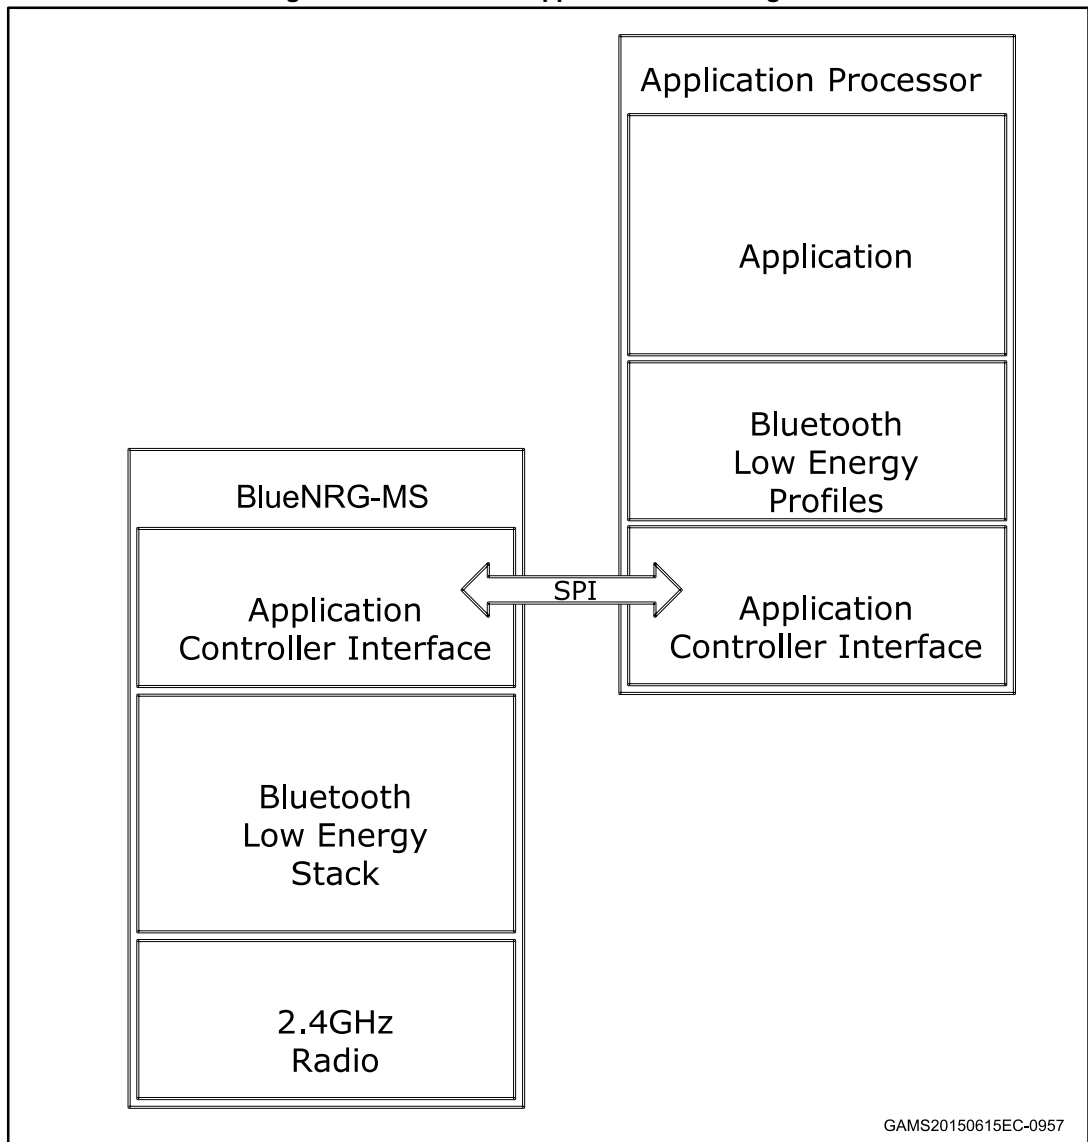 Application Processor
Application
Bluetooth
Low Energy
Profiles
Application
Controller Interface
SPI
BlueNRG-MS
Application
Controller Interface
Bluetooth
Low Energy
Stack
2.4GHz
Radio
GAMS20150615EC-0957